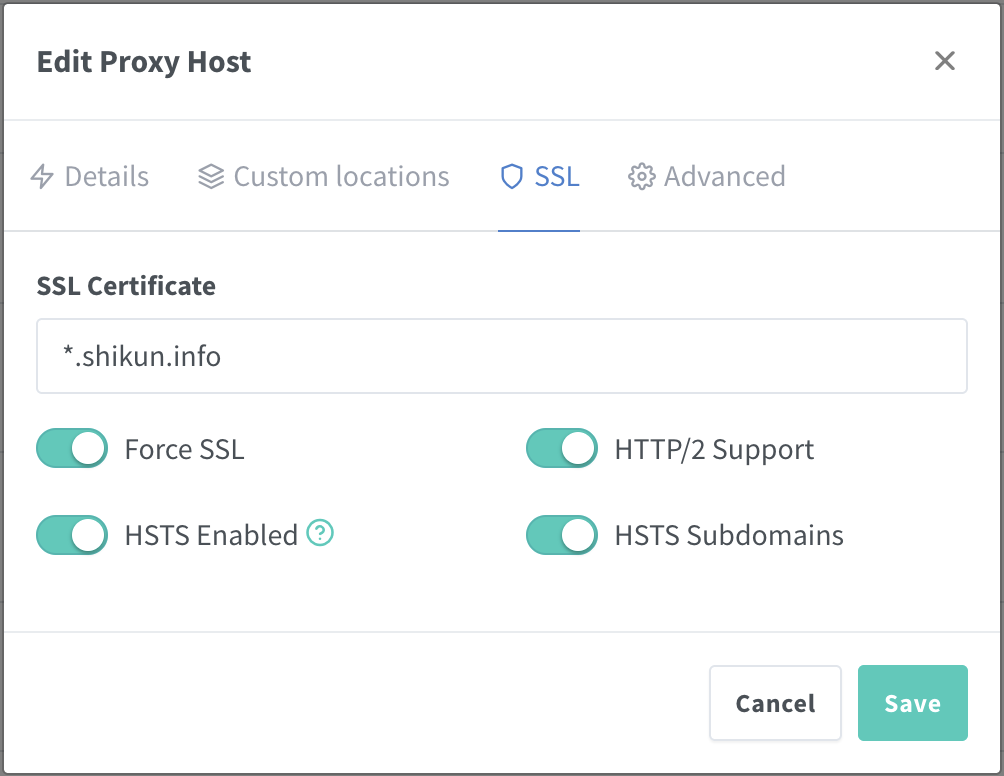 Edit Proxy Host
Details Custom locations SSL Advanced
SSL Certificate
*.shikun.info
Force SSL HTTP/2 Support
HSTS Enabled ? HSTS Subdomains
Cancel Save